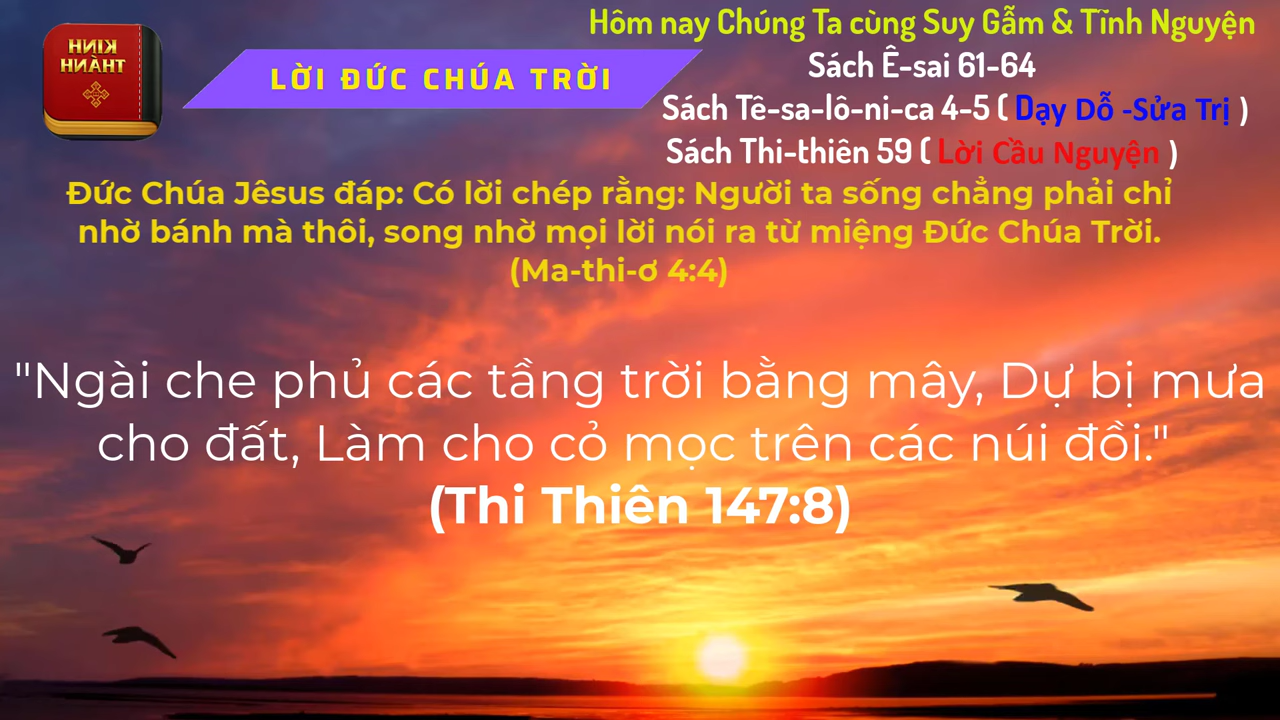 KINH
THÀNH
LỜI ĐỨC CHÚA TRỜI
Hôm nay Chúng Ta cùng Suy Gẫm & Tĩnh Nguyện
Sách Ê-sai 61-64
Sách Tê-sa-lô-ni-ca 4-5 ( Dạy Dỗ -Sửa Trị )
Sách Thi-thiên 59 ( Lời Cầu Nguyện )
Đức Chúa Jêsus đáp: Có lời chép rằng: Người ta sống chẳng phải chỉ
nhờ bánh mà thôi, song nhờ mọi lời nói ra từ miệng Đức Chúa Trời.
(Ma-thi-ơ 4:4)
"Ngài che phủ các tầng trời bằng mây, Dự bị mưa
cho đất, Làm cho cỏ mọc trên các núi đồi."
(Thi Thiên 147:8)